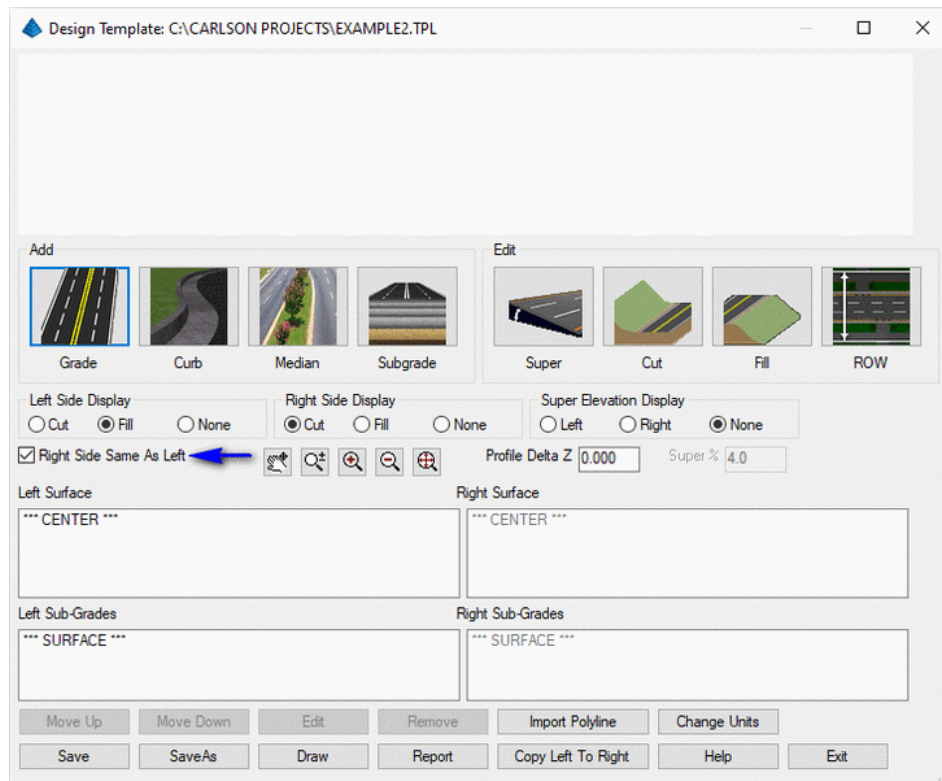 Design Template: C:\CARLSON PROJECTS\EXAMPLE2.TPL
Add
Edit
Grade
Curb
Median
Subgrade
Super
Cut
Fill
ROW
Left Side Display
Right Side Display
Super Elevation Display
Cut
Fill
None
Cut
Fill
None
Left
Right
None
Right Side Same As Left
Profile Delta Z
0.000
Super %
4.0
Left Surface
Right Surface
*** CENTER ***
*** CENTER ***
Left Sub-Grades
Right Sub-Grades
*** SURFACE ***
*** SURFACE ***
Move Up
Move Down
Edit
Remove
Import Polyline
Change Units
Save
SaveAs
Draw
Report
Copy Left To Right
Help
Exit